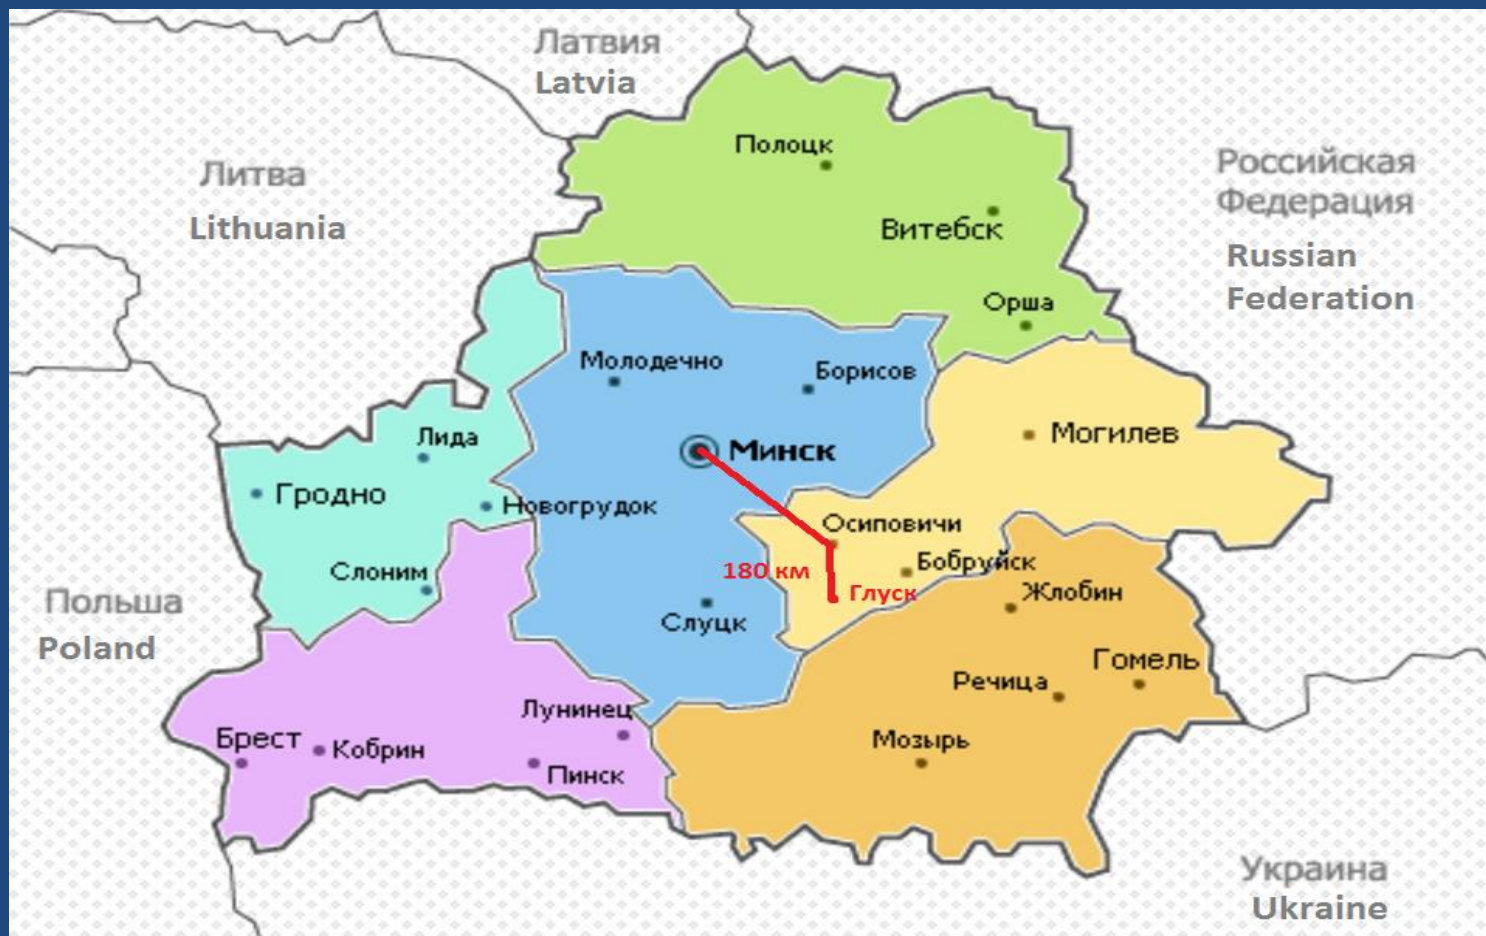 Латвия
Latvia
Полоцк
Литва
Lithuania
Российская
Федерация
Витебск
Russian
Federation
Орша
Молодечно
Борисов
Лида
Минск
Могилев
Гродно
Новогрудок
Осиповичи
Слоним
180 км
Бобруйск
Глуск
Жлобин
Польша
Poland
Слуцк
Гомель
Речица
Лунинец
Брест
Кобрин
Мозырь
Пинск
Украина
Ukraine